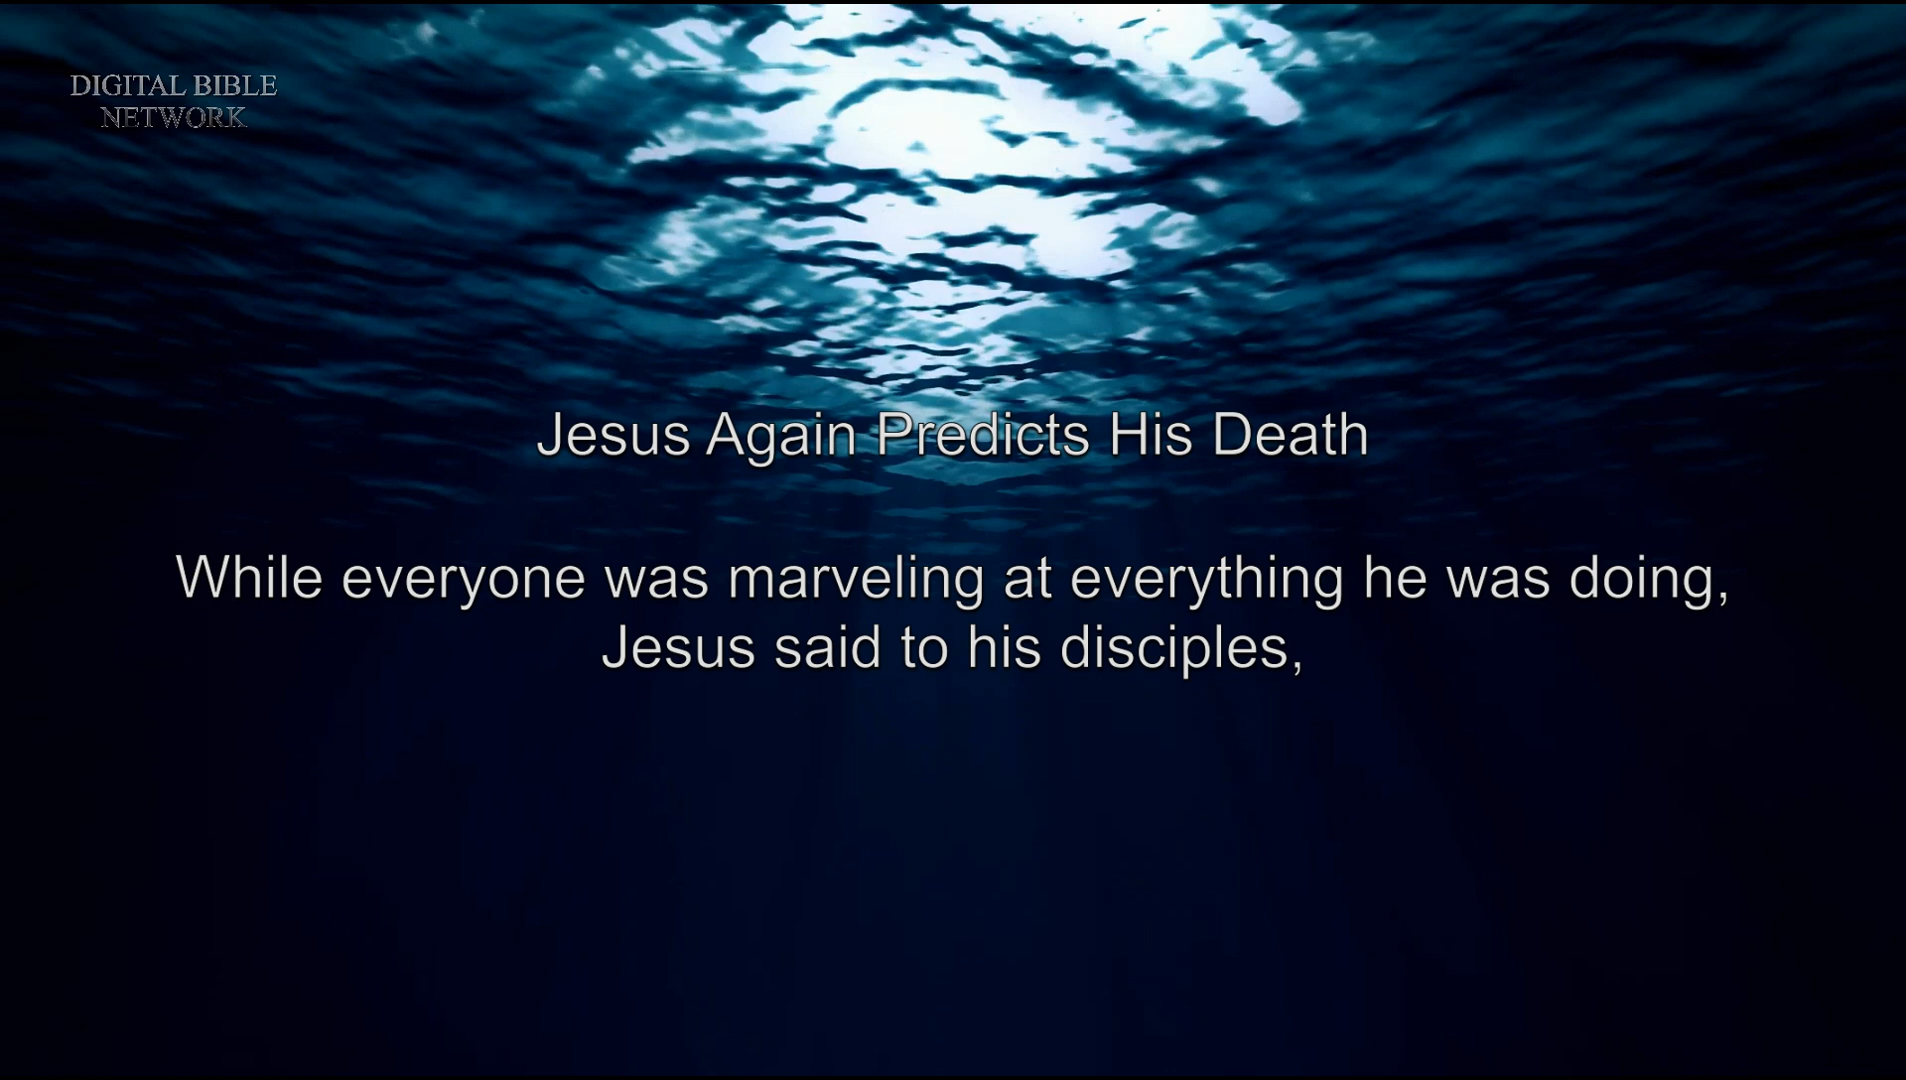 DIGITAL BIBLE
NETWORK
Jesus Again Predicts His Death
While everyone was marveling at everything he was doing,
Jesus said to his disciples,